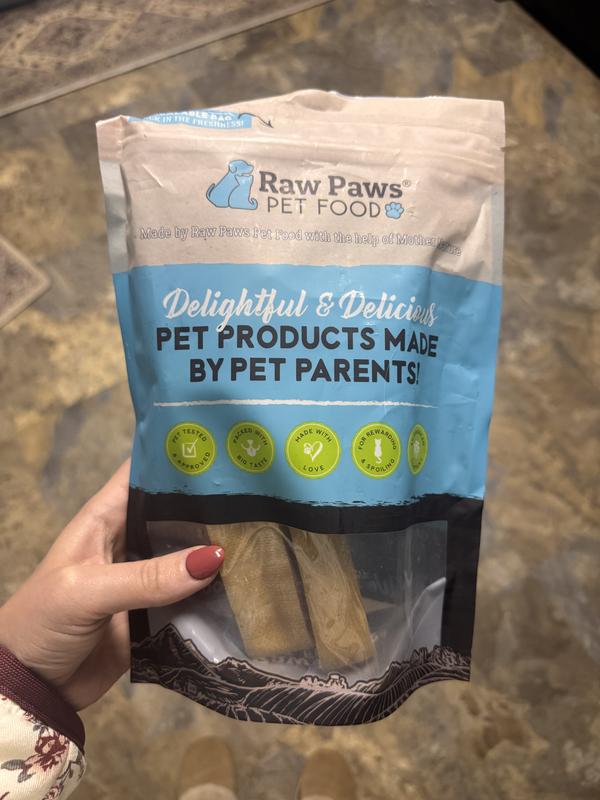 ABLE BAG
IN THE FRESHNESS!
Raw Paws®
PET FOOD
Made by Raw Paws Pet Food with the help of Mother
Delightful & Delicious
PET PRODUCTS MADE
BY PET PARENTS!
PET TESTED & APPROVED
PACKED WITH BIG TASTE
MADE WITH LOVE
FOR REWARDING & SPOILING